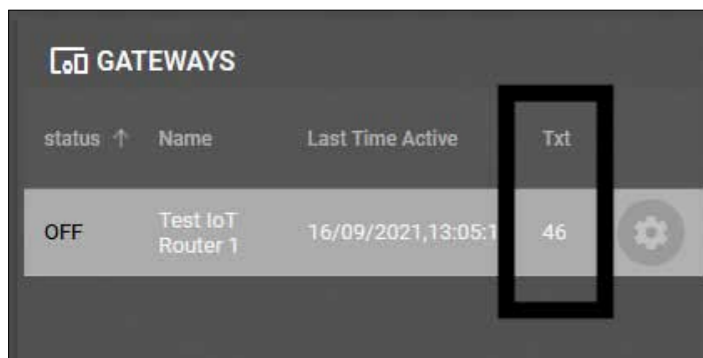 GATEWAYS
status ↑ Name Last Time Active Txt
OFF Test IoT Router 1 16/09/2021,13:05:1 46